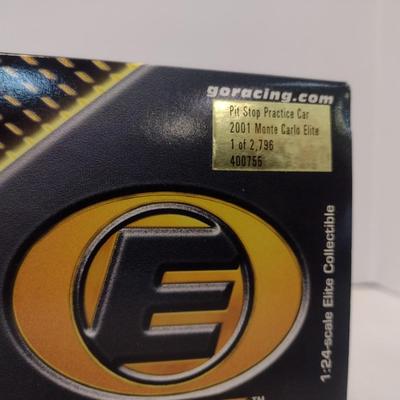 goracing.com
Pit Stop Practice Car
2001 Monte Carlo Elite
1 of 2,796
400755
E
TM
1:24-scale Elite Collectible